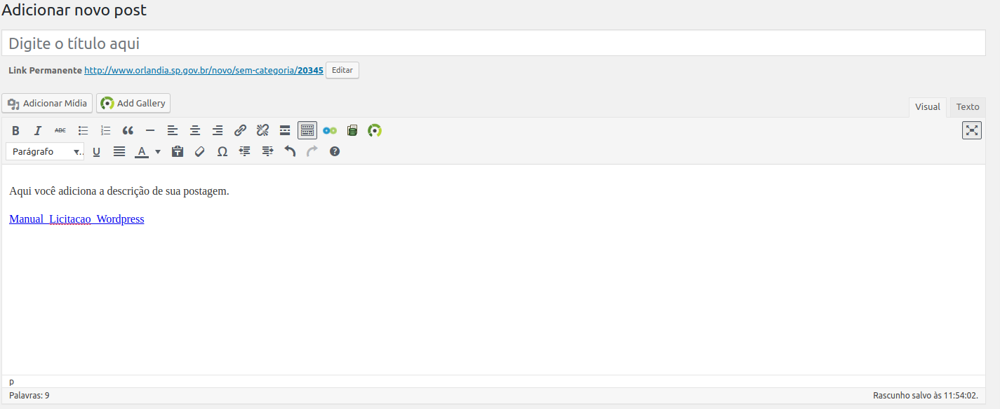 Adicionar novo post
Digite o título aqui
Link Permanente http://www.orlandia.sp.gov.br/novo/sem-categoria/20345 Editar
Adicionar Mídia Add Gallery Visual Texto
B I ABC
Parágrafo U A T Ω ?
Aqui você adiciona a descrição de sua postagem.
Manual_Licitacao_Wordpress
p
Palavras: 9 Rascunho salvo às 11:54:02.